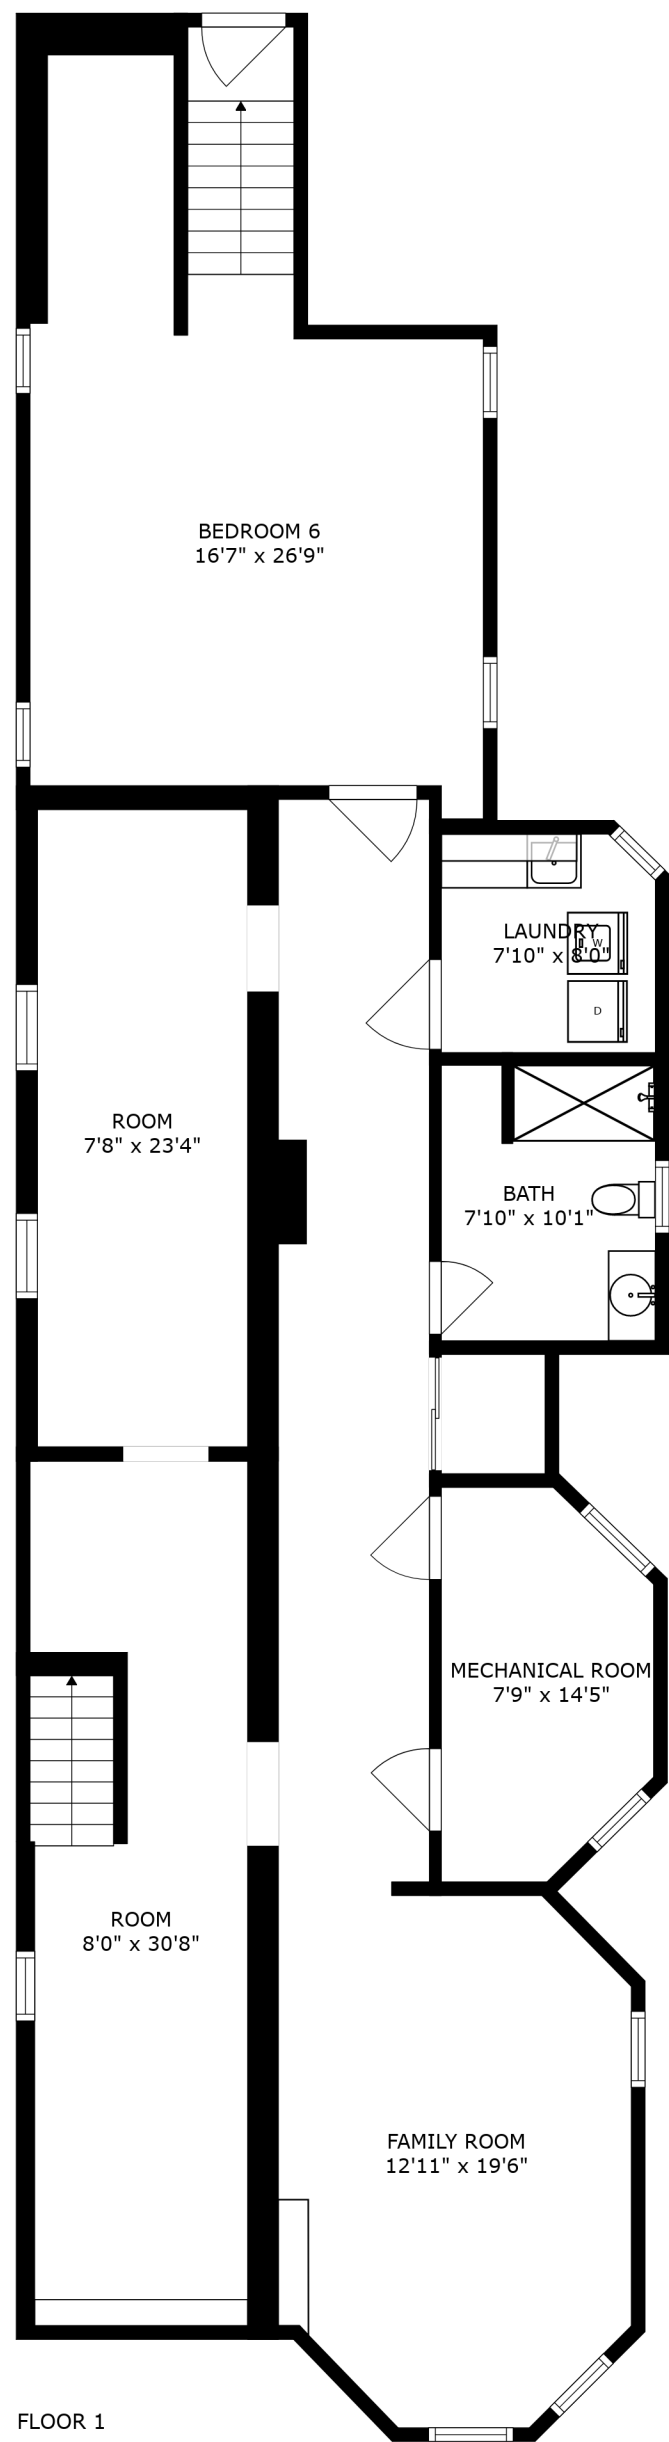 BEDROOM 6
16'7" x 26'9"
LAUNDRY
7'10" x 8'0"
W
D
ROOM
7'8" x 23'4"
BATH
7'10" x 10'1"
MECHANICAL ROOM
7'9" x 14'5"
ROOM
8'0" x 30'8"
FAMILY ROOM
12'11" x 19'6"
FLOOR 1